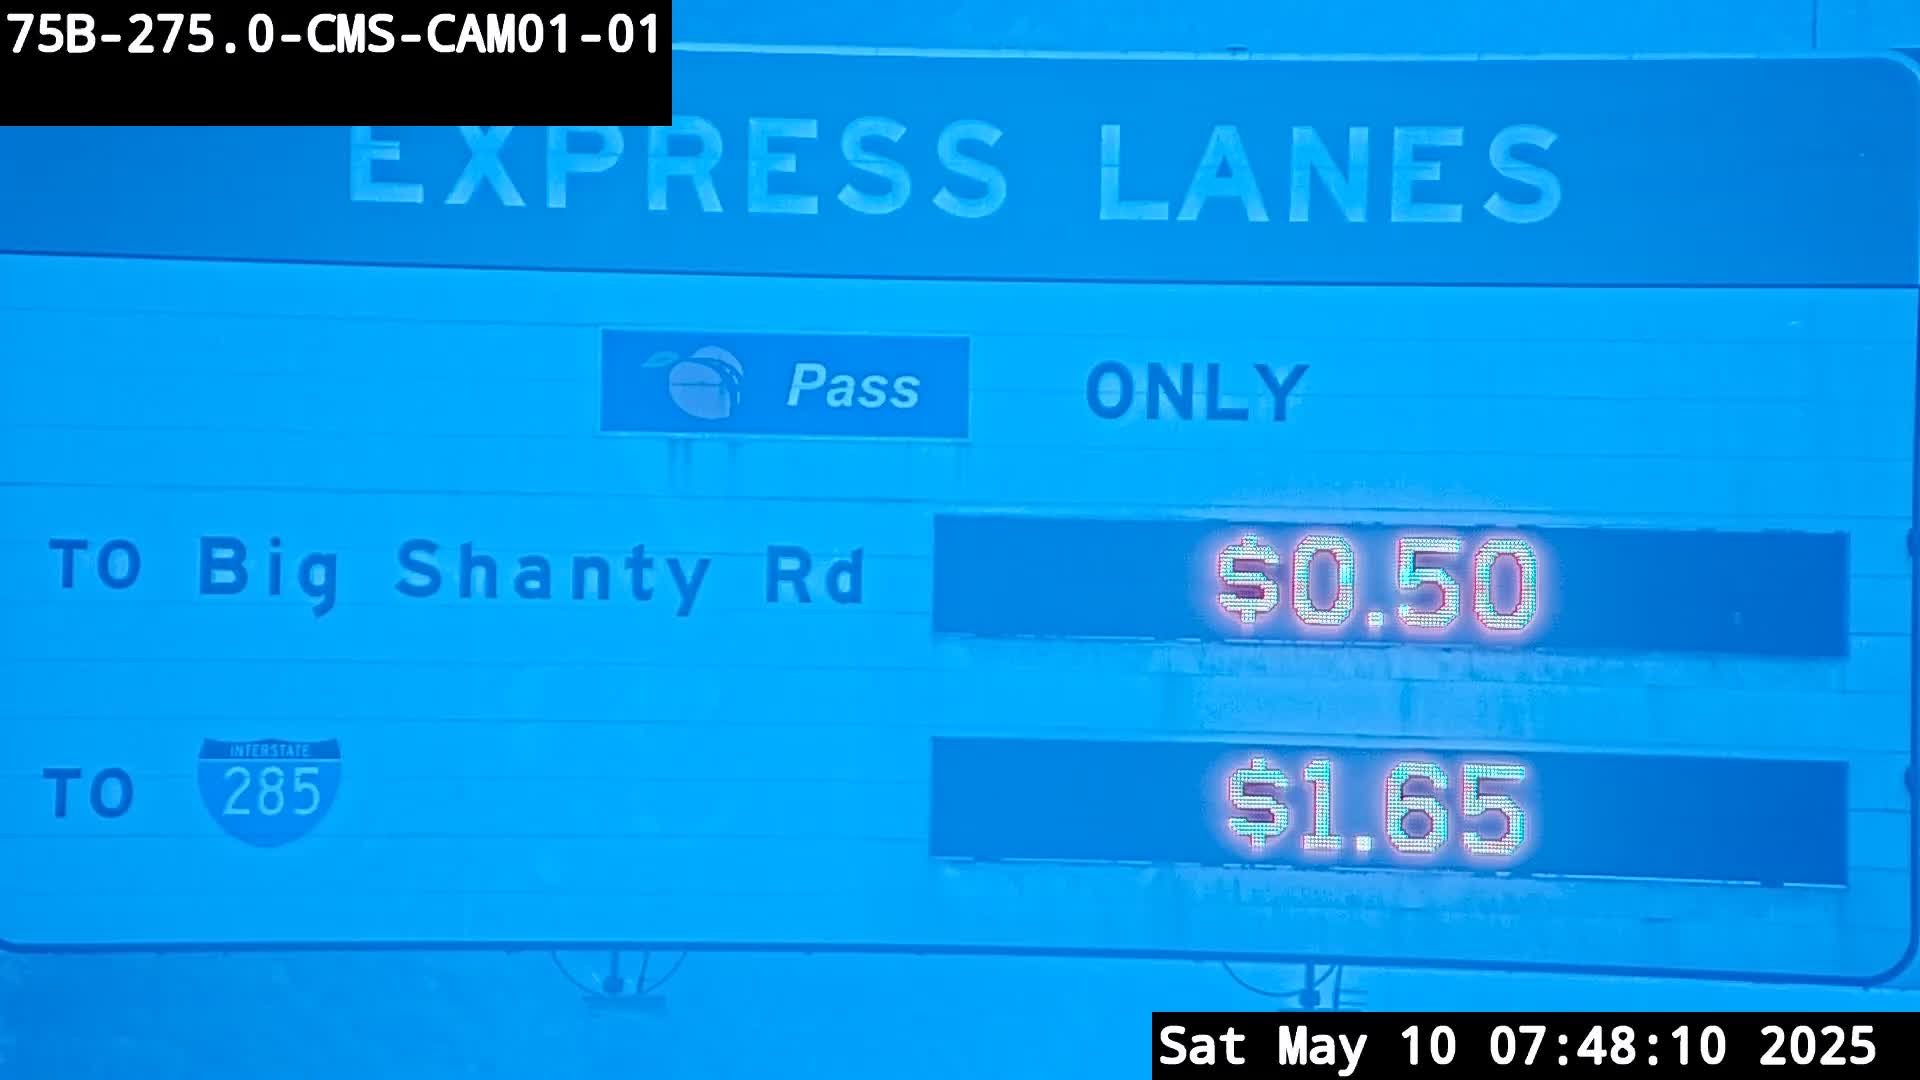 75B-275.0-CMS-CAM01-01
EXPRESS LANES
Pass ONLY
TO Big Shanty Rd $0.50
TO INTERSTATE 285 $1.65
Sat May 10 07:48:10 2025